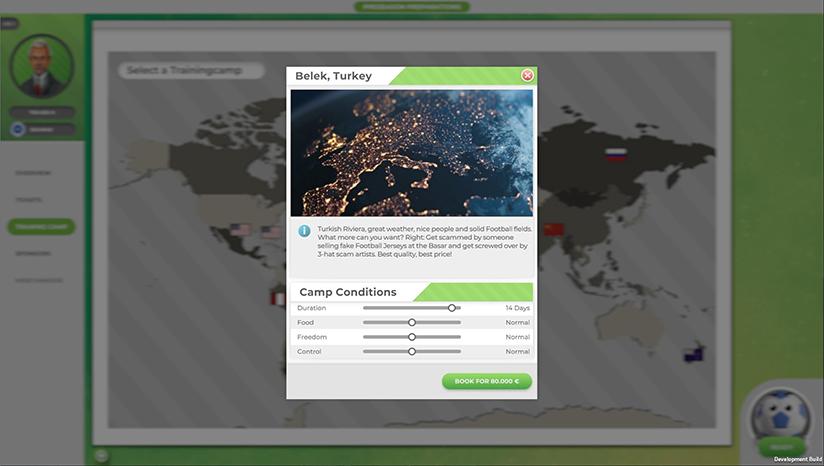 PRESEASON PREPARATIONS
Select a Trainingcamp
Belek, Turkey
Turkish Riviera, great weather, nice people and solid Football fields.
What more can you want? Right: Get scammed by someone
selling fake Football Jerseys at the Basar and get screwed over by
3-hat scam artists. Best quality, best price!
Camp Conditions
Duration 14 Days
Food Normal
Freedom Normal
Control Normal
BOOK FOR 80.000 €
OVERVIEW
TICKETS
TRAINING CAMP
SPONSORS
Development Build